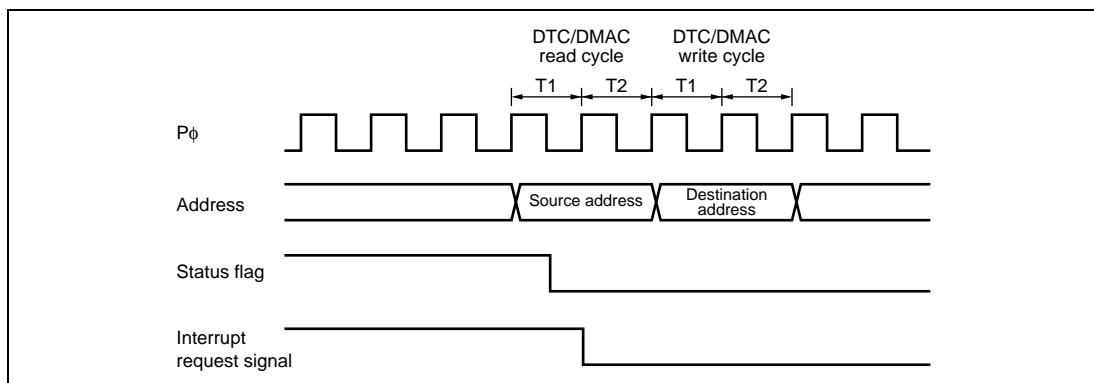 DTC/DMAC
read cycle
DTC/DMAC
write cycle
T1
T2
T1
T2
Pϕ
Address
Source address
Destination
address
Status flag
Interrupt
request signal